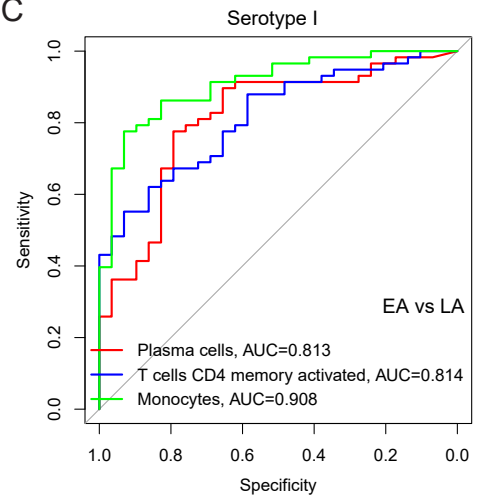 C
Serotype I
Sensitivity
1.0
0.8
0.6
0.4
0.2
0.0
EA vs LA
Plasma cells, AUC=0.813
T cells CD4 memory activated, AUC=0.814
Monocytes, AUC=0.908
1.0 0.8 0.6 0.4 0.2 0.0
Specificity